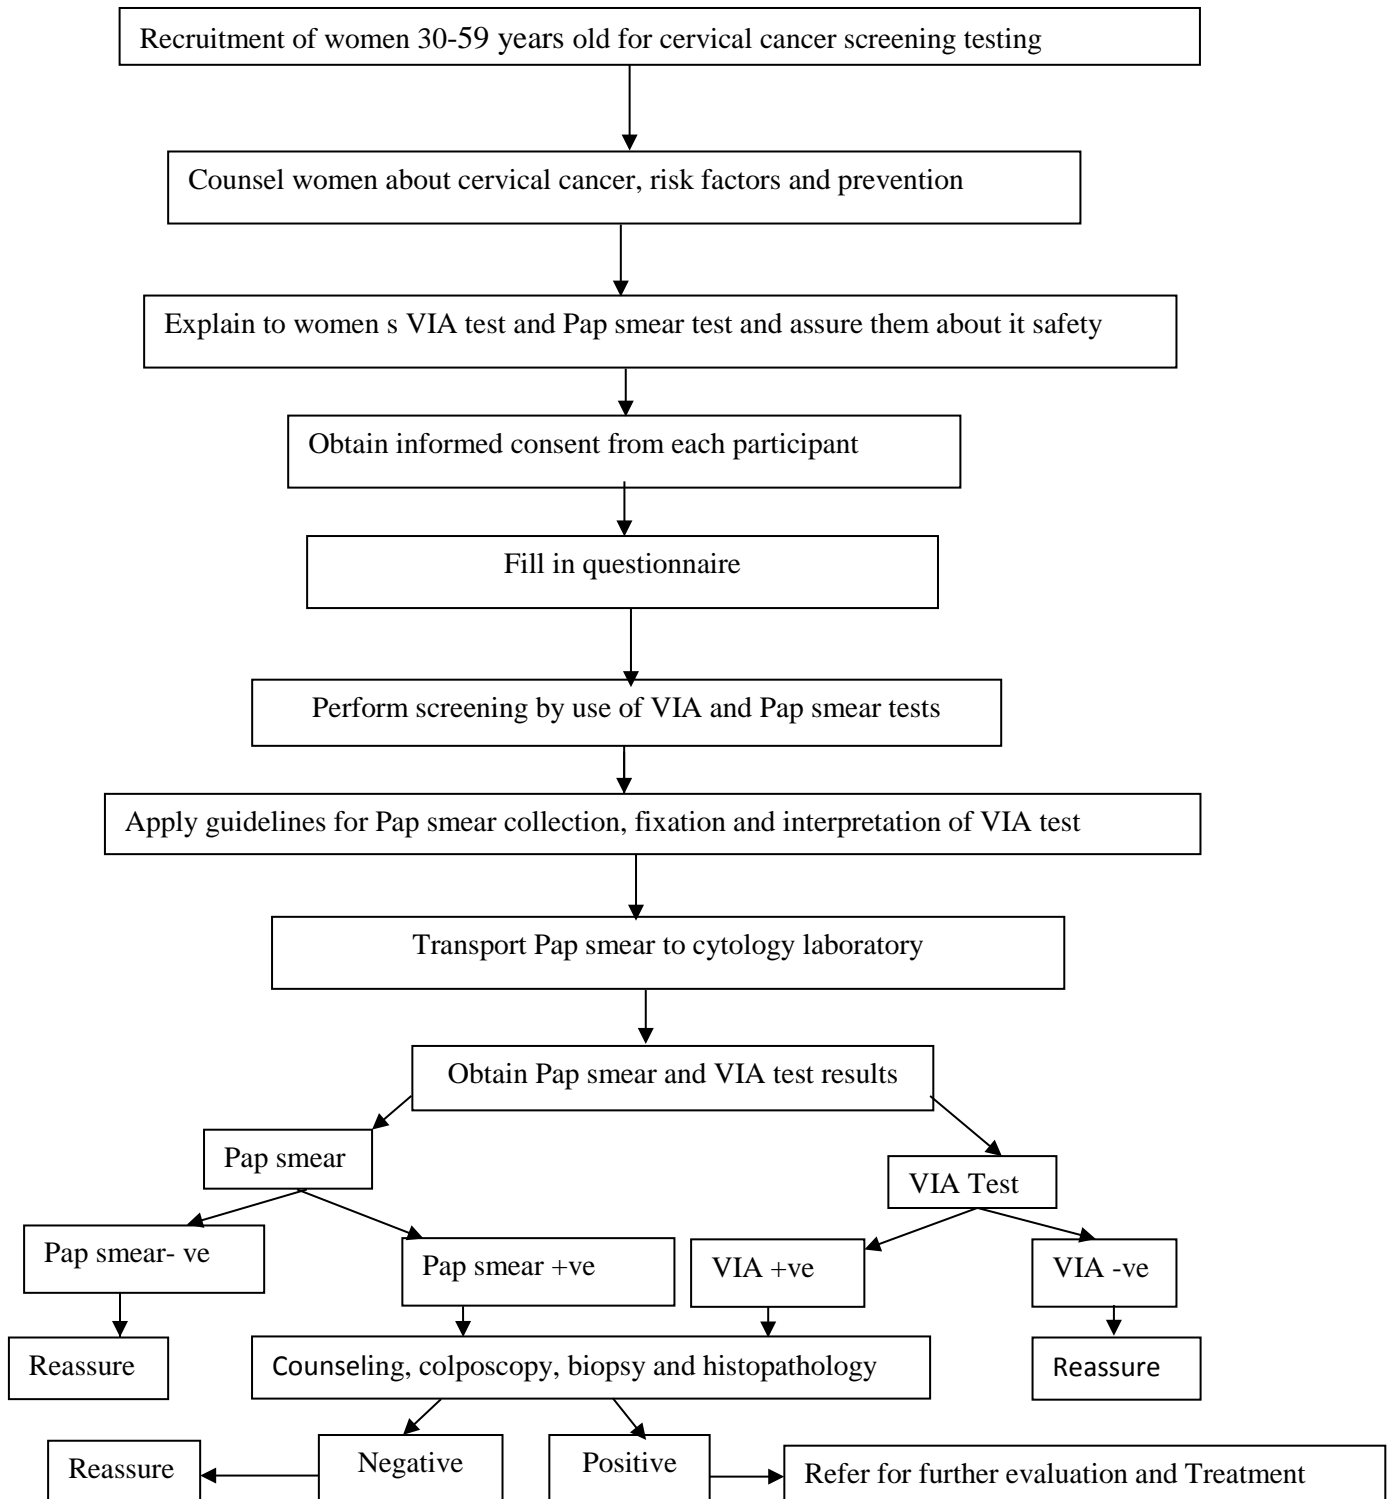 Recruitment of women 30-59 years old for cervical cancer screening testing
Counsel women about cervical cancer, risk factors and prevention
Explain to women s VIA test and Pap smear test and assure them about it safety
Obtain informed consent from each participant
Fill in questionnaire
Perform screening by use of VIA and Pap smear tests
Apply guidelines for Pap smear collection, fixation and interpretation of VIA test
Transport Pap smear to cytology laboratory
Obtain Pap smear and VIA test results
Pap smear
VIA Test
Pap smear- ve
Pap smear +ve
VIA +ve
VIA -ve
Reassure
Counseling, colposcopy, biopsy and histopathology
Reassure
Reassure
Negative
Positive
Refer for further evaluation and Treatment